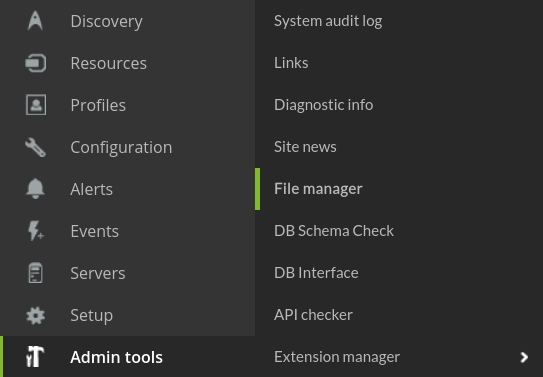 Discovery
Resources
Profiles
Configuration
Alerts
Events
Servers
Setup
Admin tools
System audit log
Links
Diagnostic info
Site news
File manager
DB Schema Check
DB Interface
API checker
Extension manager